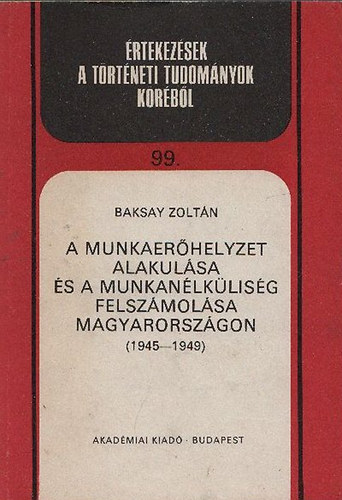 ÉRTEKEZÉSEK
A TÖRTÉNETI TUDOMÁNYOK
KÖRÉBŐL
99.
BAKSAY ZOLTÁN
A MUNKAERŐHELYZET
ALAKULÁSA
ÉS A MUNKANÉLKÜLISÉG
FELSZÁMOLÁSA
MAGYARORSZÁGON
(1945—1949)
AKADÉMIAI KIADÓ · BUDAPEST